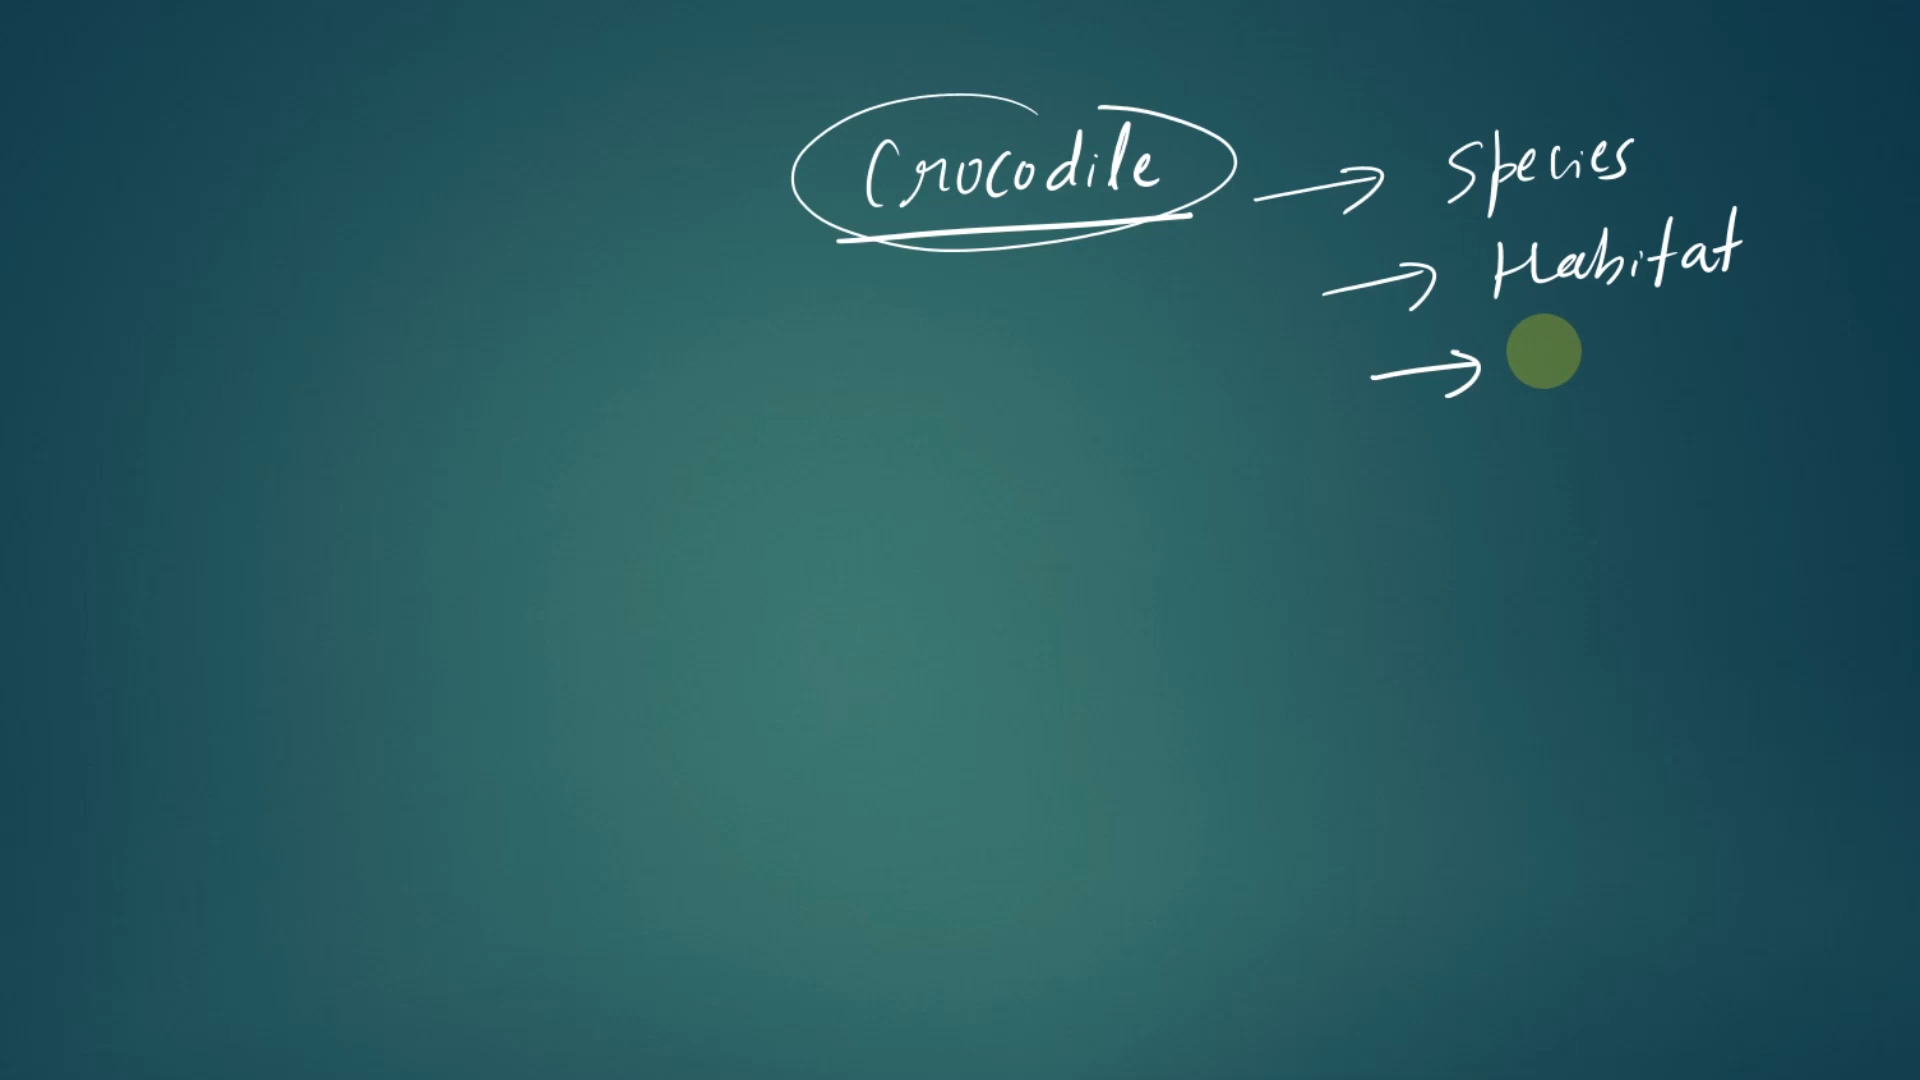 Crocodile → Species
→ Habitat
→